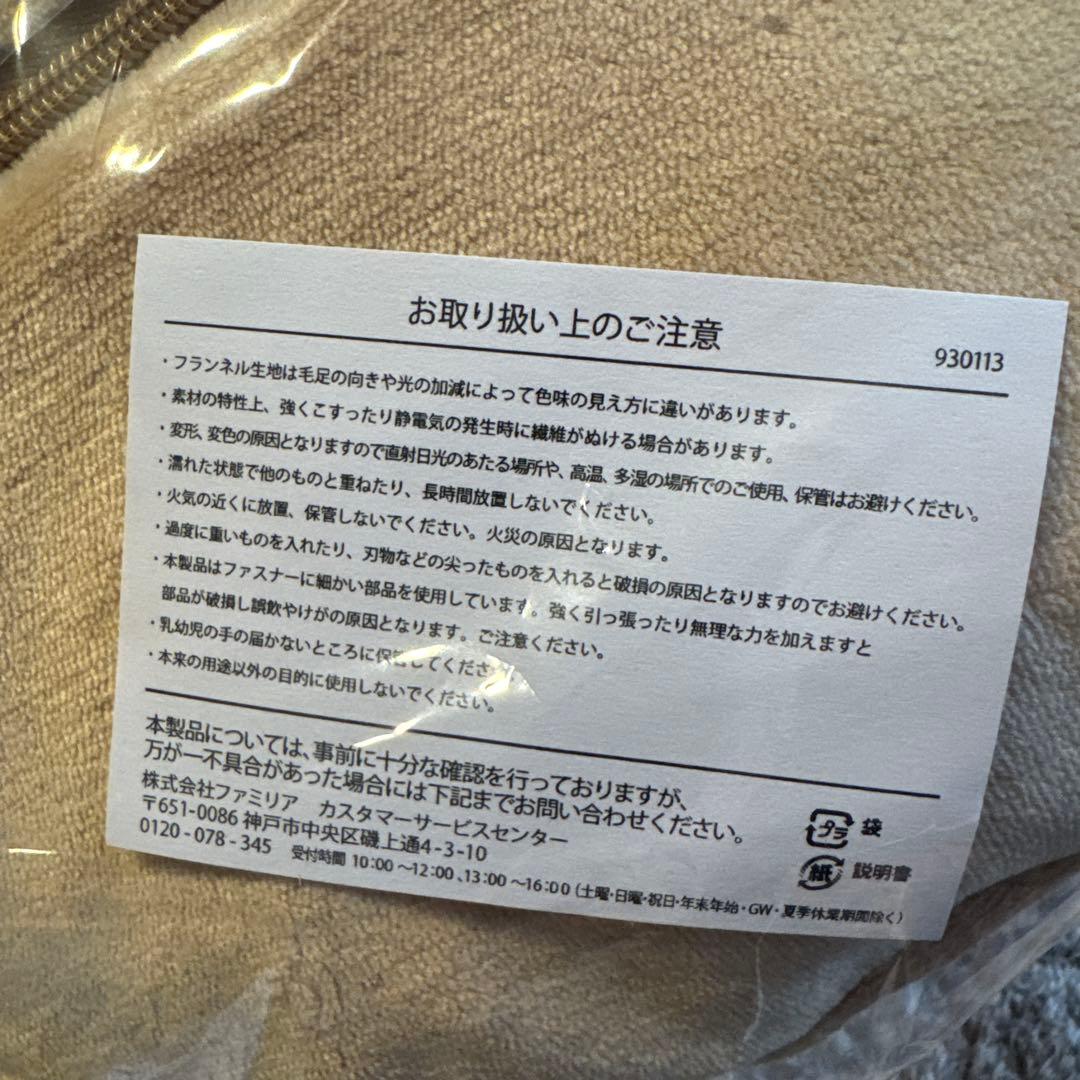 お取り扱い上のご注意
930113
・フランネル生地は毛足の向きや光の加減によって色味の見え方に違いがあります。
・素材の特性上、強くこすったり静電気の発生時に繊維がぬける場合があります。
・変形、変色の原因となりますので直射日光のあたる場所や、高温、多湿の場所でのご使用、保管はお避けください。
・濡れた状態で他のものと重ねたり、長時間放置しないでください。
・火気の近くに放置、保管しないでください。火災の原因となります。
・過度に重いものを入れたり、刃物などの尖ったものを入れると破損の原因となりますのでお避けください。
・本製品はファスナーに細かい部品を使用しています。強く引っ張ったり無理な力を加えますと
部品が破損し誤飲やけがの原因となります。ご注意ください。
・乳幼児の手の届かないところに保管してください。
・本来の用途以外の目的に使用しないでください。
本製品については、事前に十分な確認を行っておりますが、
万が一不具合があった場合には下記までお問い合わせください。
株式会社ファミリア カスタマーサービスセンター
〒651-0086 神戸市中央区磯上通4-3-10
0120-078-345 受付時間 10:00〜12:00、13:00〜16:00（土曜・日曜・祝日・年末年始・GW・夏季休業期間除く）
プラ 袋
紙 説明書